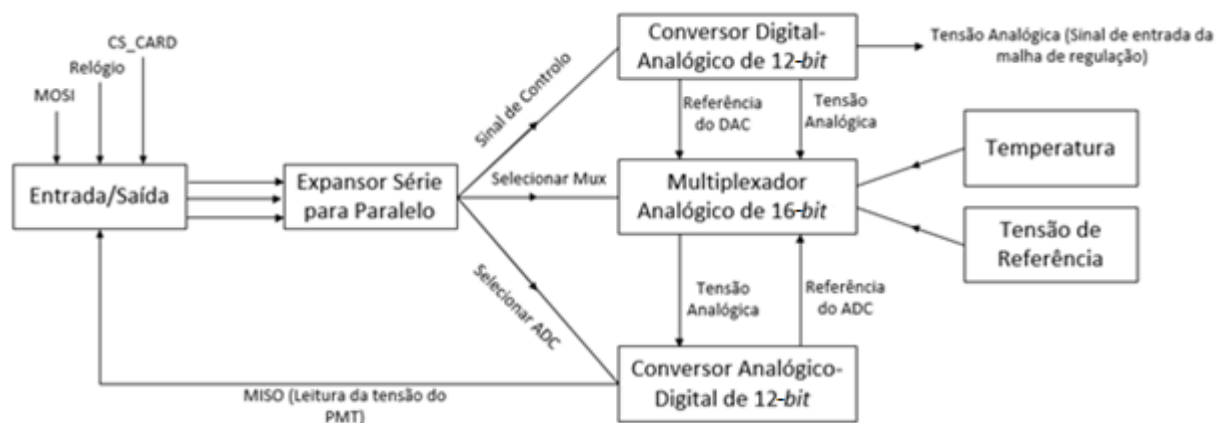 CS_CARD
Relógio
MOSI
Entrada/Saída
Expansor Série
para Paralelo
Sinal de Controlo
Selecionar Mux
Selecionar ADC
Conversor Digital-
Analógico de 12-bit
Tensão Analógica (Sinal de entrada da
malha de regulação)
Referência
do DAC
Tensão
Analógica
Multiplexador
Analógico de 16-bit
Temperatura
Tensão de
Referência
Tensão
Analógica
Referência
do ADC
Conversor Analógico-
Digital de 12-bit
MISO (Leitura da tensão do
PMT)